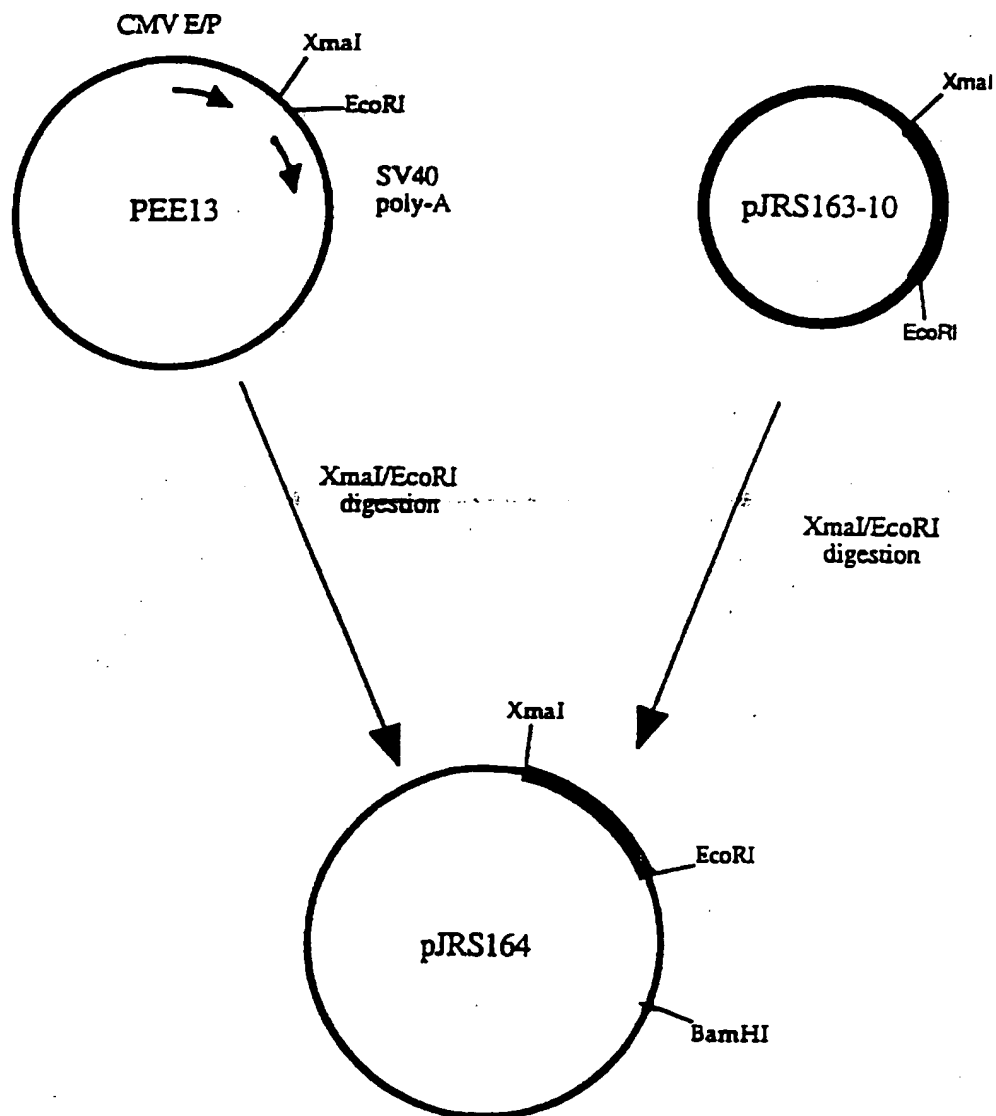 CMV E/P
XmaI
EcoRI
SV40
poly-A
PEE13
XmaI
pJRS163-10
EcoRI
XmaI/EcoRI
digestion
XmaI/EcoRI
digestion
XmaI
EcoRI
pJRS164
BamHI